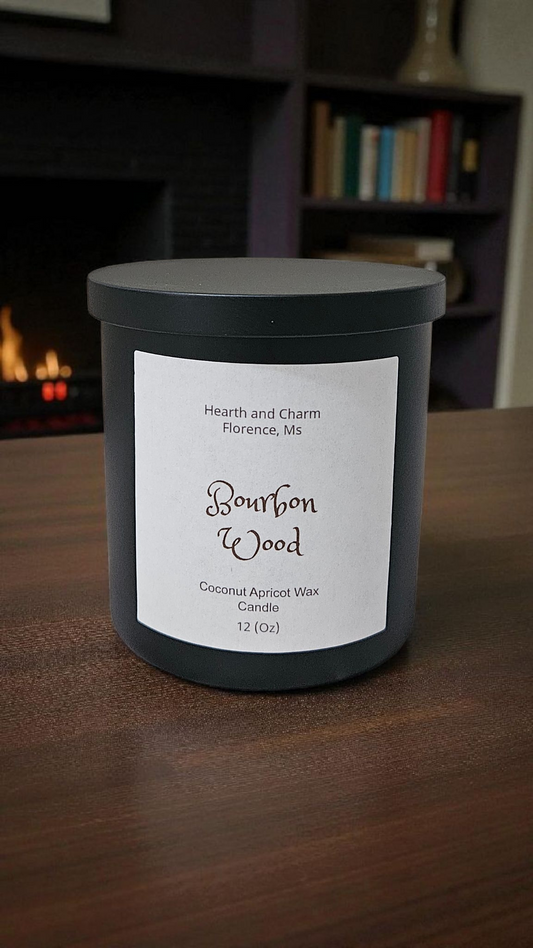 Hearth and Charm
Florence, Ms
Bourbon
Wood
Coconut Apricot Wax
Candle
12 (Oz)